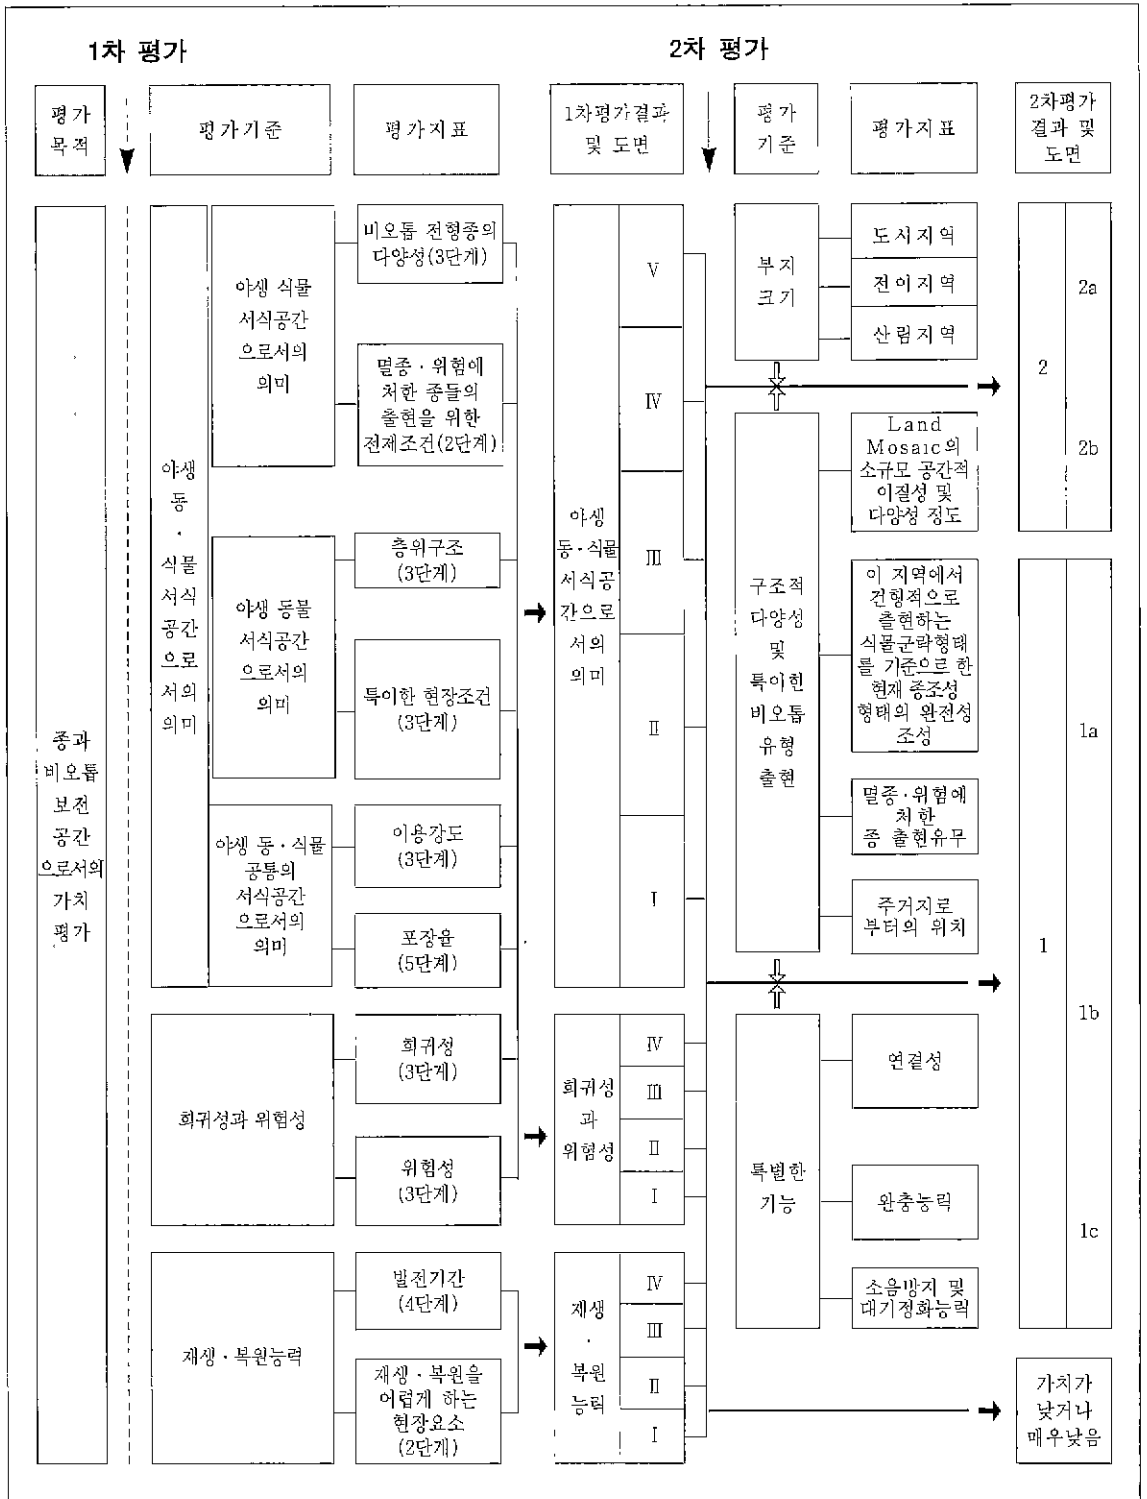 1차 평가
2차 평가
평가
목적
평가기준
평가지표
1차평가결과
및 도면
평가
기준
평가지표
2차평가
결과 및
도면
종과
비오톱
보전
공간
으로서의
가치
평가
야생
동
·
식물
서식
공간
으로
서의
의미
야생 식물
서식공간
으로서의
의미
비오톱 전형종의
다양성(3단계)
멸종·위험에
처한 종들의
출현을 위한
전제조건(2단계)
야생 동물
서식공간
으로서의
의미
층위구조
(3단계)
특이한 현장조건
(3단계)
야생 동·식물
공통의
서식공간
으로서의
의미
이용강도
(3단계)
포장율
(5단계)
희귀성과 위험성
희귀성
(3단계)
위험성
(3단계)
재생·복원능력
발전기간
(4단계)
재생·복원을
어렵게 하는
현장요소
(2단계)
야생
동·식물
서식공
간으로
서의
의미
Ⅴ
Ⅳ
Ⅲ
Ⅱ
Ⅰ
희귀성
과
위험성
Ⅳ
Ⅲ
Ⅱ
Ⅰ
재생
·
복원
능력
Ⅳ
Ⅲ
Ⅱ
Ⅰ
부지
크기
도시지역
전이지역
산림지역
구조적
다양성
및
특이한
비오톱
유형
출현
Land
Mosaic의
소규모 공간적
이질성 및
다양성 정도
이 지역에서
전형적으로
출현하는
식물군락형태
를 기준으로 한
현재 종조성
형태의 완전성
조성
멸종·위험에
처한
종 출현유무
주거지로
부터의 위치
특별한
기능
연결성
완충능력
소음방지 및
대기정화능력
2
2a
2b
1
1a
1b
1c
가치가
낮거나
매우낮음